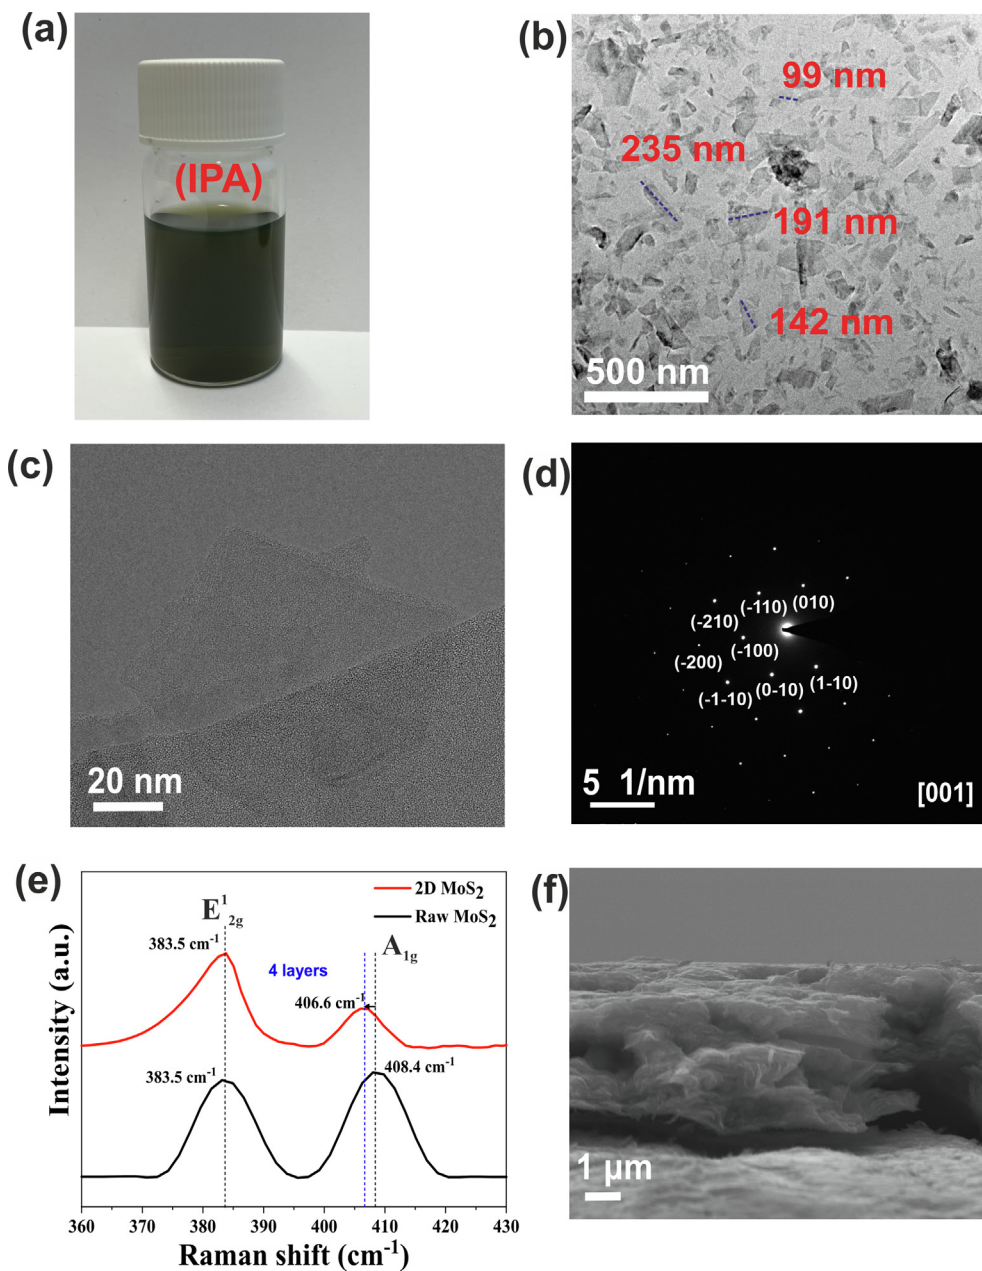 (a)
(IPA)
(b)
99 nm
235 nm
191 nm
142 nm
500 nm
(c)
20 nm
(d)
(-210)
(-110)
(010)
(-200)
(-100)
(-1-10)
(0-10)
(1-10)
5 1/nm
[001]
(e)
2D MoS₂
Raw MoS₂
E¹₂g
A₁g
383.5 cm⁻¹
4 layers
406.6 cm⁻¹
383.5 cm⁻¹
408.4 cm⁻¹
Intensity (a.u.)
360 370 380 390 400 410 420 430
Raman shift (cm⁻¹)
(f)
1 µm